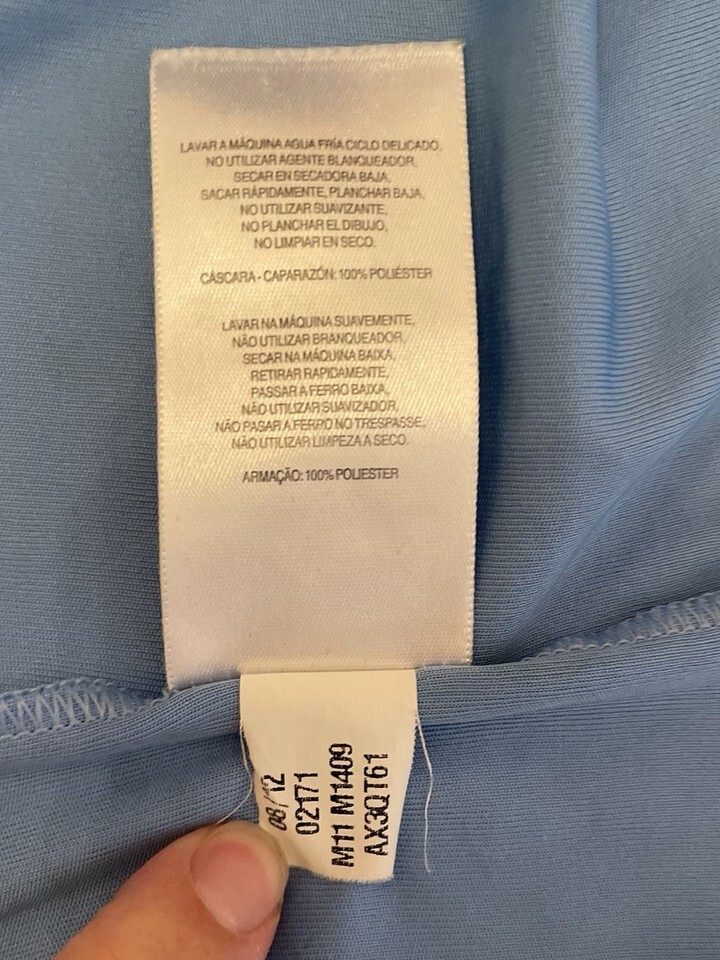 LAVAR A MÁQUINA AGUA FRÍA CICLO DELICADO,
NO UTILIZAR AGENTE BLANQUEADOR,
SECAR EN SECADORA BAJA,
SACAR RÁPIDAMENTE, PLANCHAR BAJA,
NO UTILIZAR SUAVIZANTE,
NO PLANCHAR EL DIBUJO,
NO LIMPIAR EN SECO.
CÁSCARA - CAPARAZÓN: 100% POLIÉSTER
LAVAR NA MÁQUINA SUAVEMENTE,
NÃO UTILIZAR BRANQUEADOR,
SECAR NA MÁQUINA BAIXA,
RETIRAR RAPIDAMENTE,
PASSAR A FERRO BAIXA,
NÃO UTILIZAR SUAVIZADOR,
NÃO PASAR A FERRO NO TRESPASSE,
NÃO UTILIZAR LIMPEZA A SECO.
ARMAÇÃO: 100% POLIESTER
08/12
02171
M11 M1409
AX3QT61